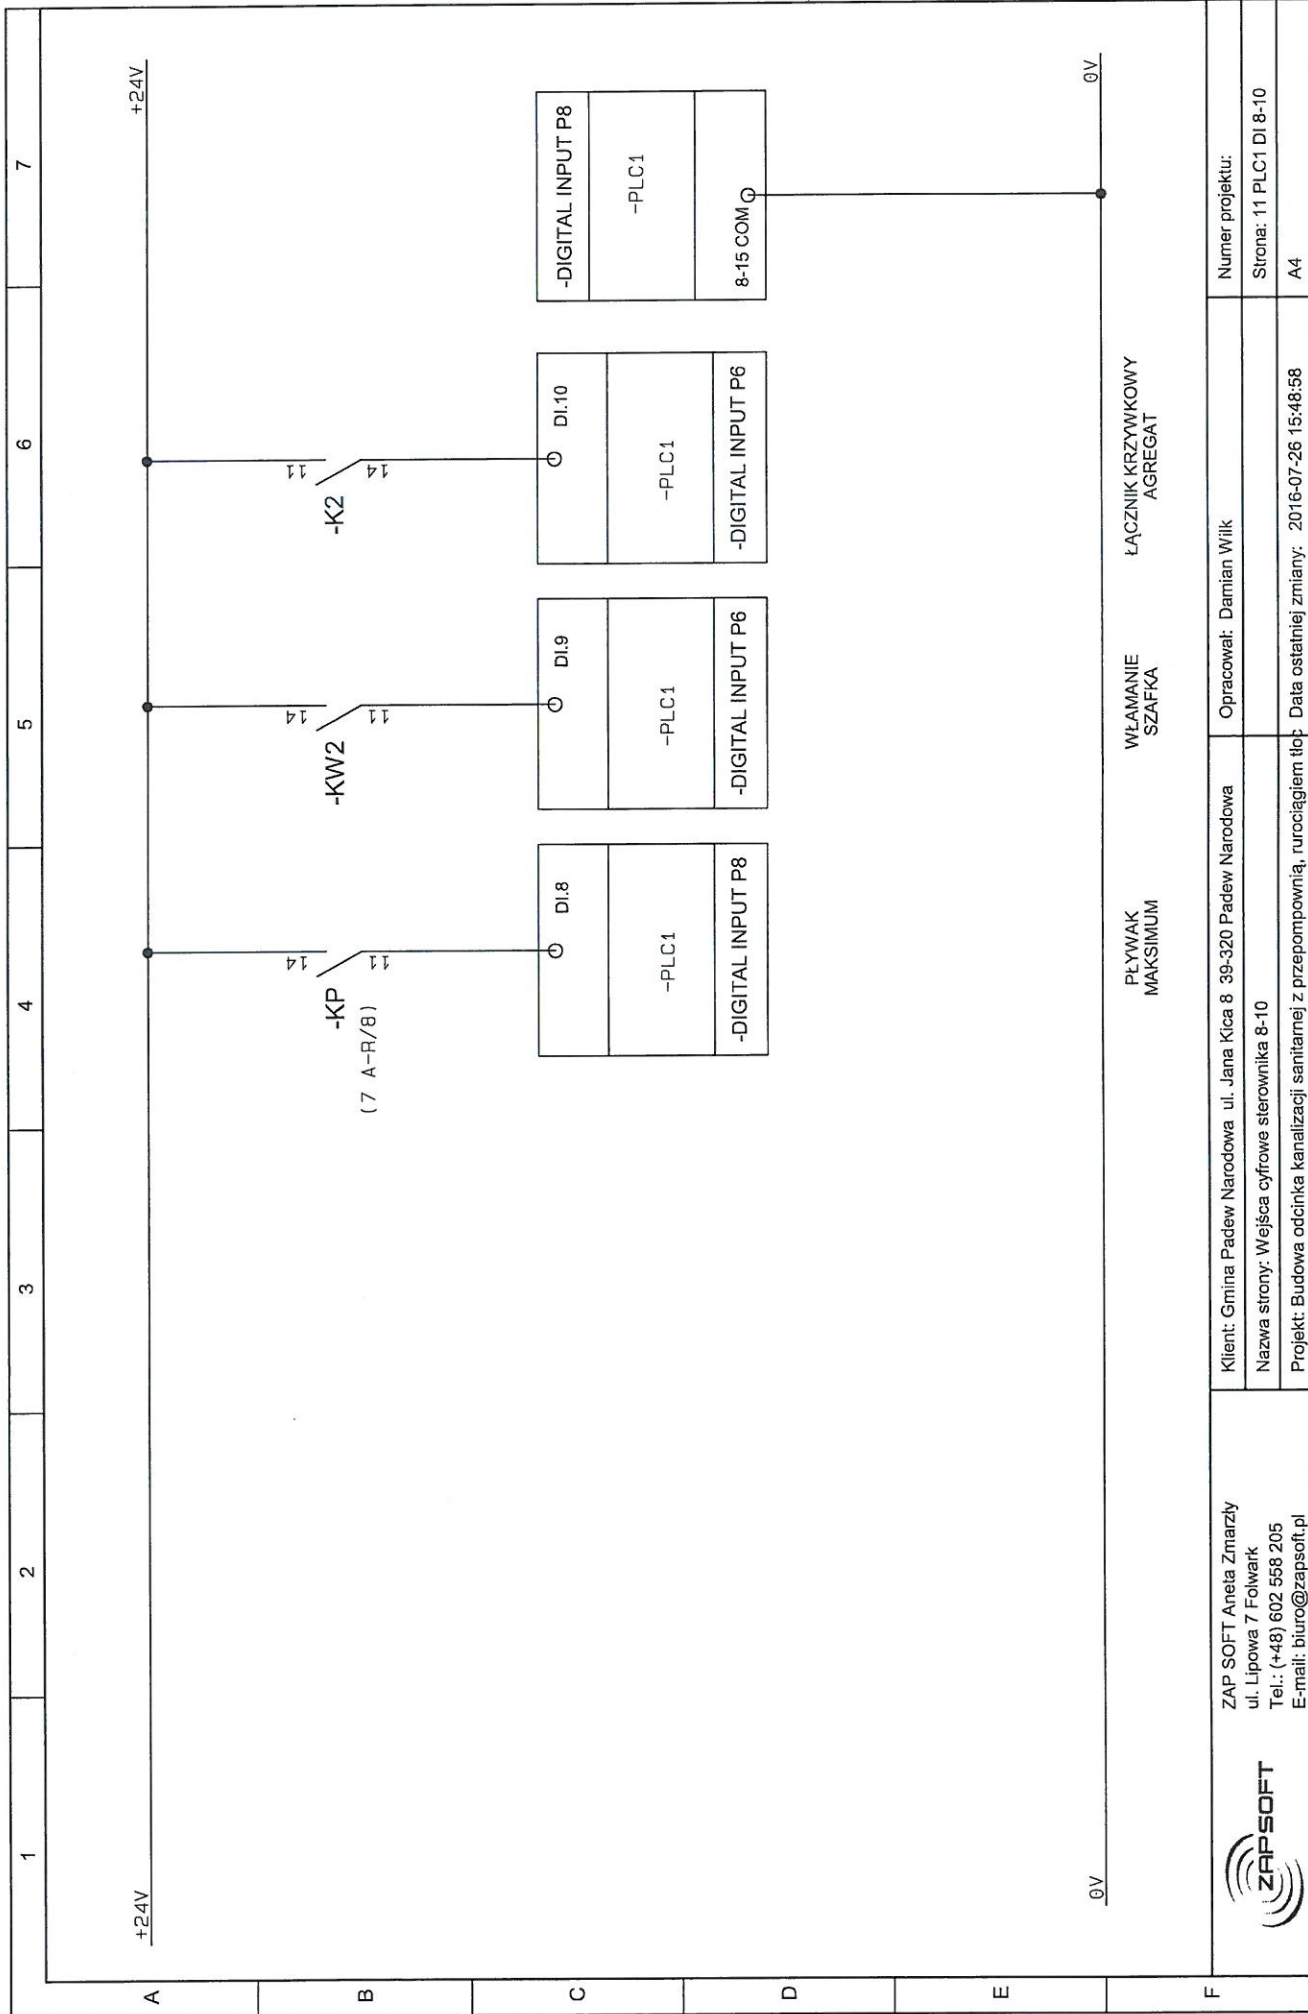 1 2 3 4 5 6 7
A
B
C
D
E
F
+24V +24V
14 14 11
-KP -KW2 -K2
11 11 14
(7 A-R/8)
DI.8 DI.9 DI.10 -DIGITAL INPUT P8
-PLC1 -PLC1 -PLC1 -PLC1
-DIGITAL INPUT P8 -DIGITAL INPUT P6 -DIGITAL INPUT P6 8-15 COM
0V 0V
PŁYWAK
MAKSIMUM
WŁAMANIE
SZAFKA
ŁĄCZNIK KRZYWKOWY
AGREGAT
ZAPSOFT
ZAP SOFT Aneta Zmarzły
ul. Lipowa 7 Folwark
Tel.: (+48) 602 558 205
E-mail: biuro@zapsoft.pl
Klient: Gmina Padew Narodowa ul. Jana Kica 8 39-320 Padew Narodowa
Opracował: Damian Wilk
Numer projektu:
Nazwa strony: Wejśca cyfrowe sterownika 8-10
Strona: 11 PLC1 DI 8-10
Projekt: Budowa odcinka kanalizacji sanitarnej z przepompownią, rurociągiem tłoc
Data ostatniej zmiany: 2016-07-26 15:48:58
A4